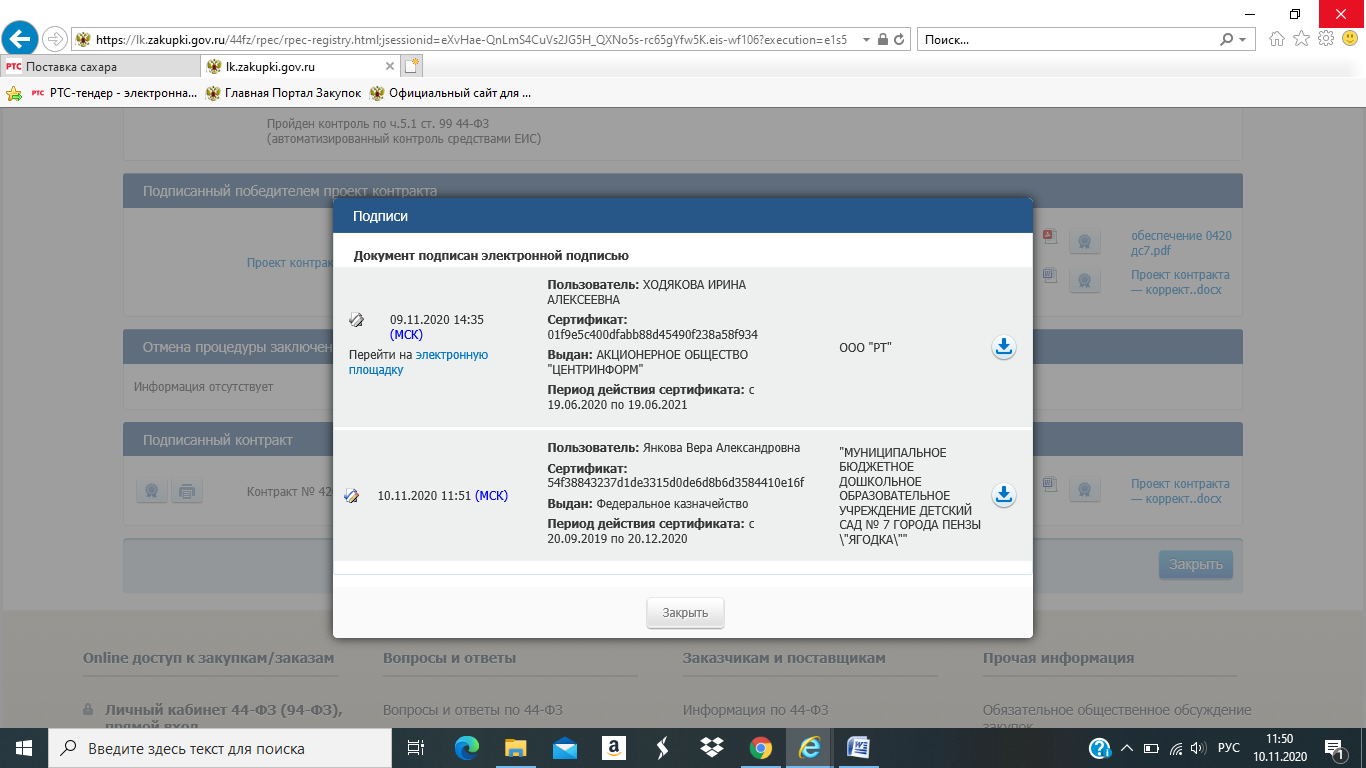 https://lk.zakupki.gov.ru/44fz/rpec/rpec-registry.html;jsessionid=eXvHae-QnLmS4CuVs2JG5H_QXNo5s-rc65gYfw5K.eis-wf106?execution=e1s5
Поиск...
РТС Поставка сахара
lk.zakupki.gov.ru
РТС РТС-тендер - электронна...
Главная Портал Закупок
Официальный сайт для ...
Пройден контроль по ч.5.1 ст. 99 44-ФЗ
(автоматизированный контроль средствами ЕИС)
Подписанный победителем проект контракта
Проект контрак
обеспечение 0420
дс7.pdf
Проект контракта
— коррект..docx
Отмена процедуры заключен
Информация отсутствует
Подписанный контракт
Контракт № 42
Проект контракта
— коррект..docx
Закрыть
Подписи
Документ подписан электронной подписью
09.11.2020 14:35
(МСК)
Перейти на электронную
площадку
Пользователь: ХОДЯКОВА ИРИНА
АЛЕКСЕЕВНА
Сертификат:
01f9e5c400dfabb88d45490f238a58f934
Выдан: АКЦИОНЕРНОЕ ОБЩЕСТВО
"ЦЕНТРИНФОРМ"
Период действия сертификата: с
19.06.2020 по 19.06.2021
ООО "РТ"
10.11.2020 11:51 (МСК)
Пользователь: Янкова Вера Александровна
Сертификат:
54f38843237d1de3315d0de6d8b6d3584410e16f
Выдан: Федеральное казначейство
Период действия сертификата: с
20.09.2019 по 20.12.2020
"МУНИЦИПАЛЬНОЕ
БЮДЖЕТНОЕ
ДОШКОЛЬНОЕ
ОБРАЗОВАТЕЛЬНОЕ
УЧРЕЖДЕНИЕ ДЕТСКИЙ
САД № 7 ГОРОДА ПЕНЗЫ
\"ЯГОДКА\""
Закрыть
Online доступ к закупкам/заказам
Вопросы и ответы
Заказчикам и поставщикам
Прочая информация
Личный кабинет 44-ФЗ (94-ФЗ),
прямой вход
Вопросы и ответы по 44-ФЗ
Информация по 44-ФЗ
Обязательное общественное обсуждение
закупок
Введите здесь текст для поиска
РУС
11:50
10.11.2020
1